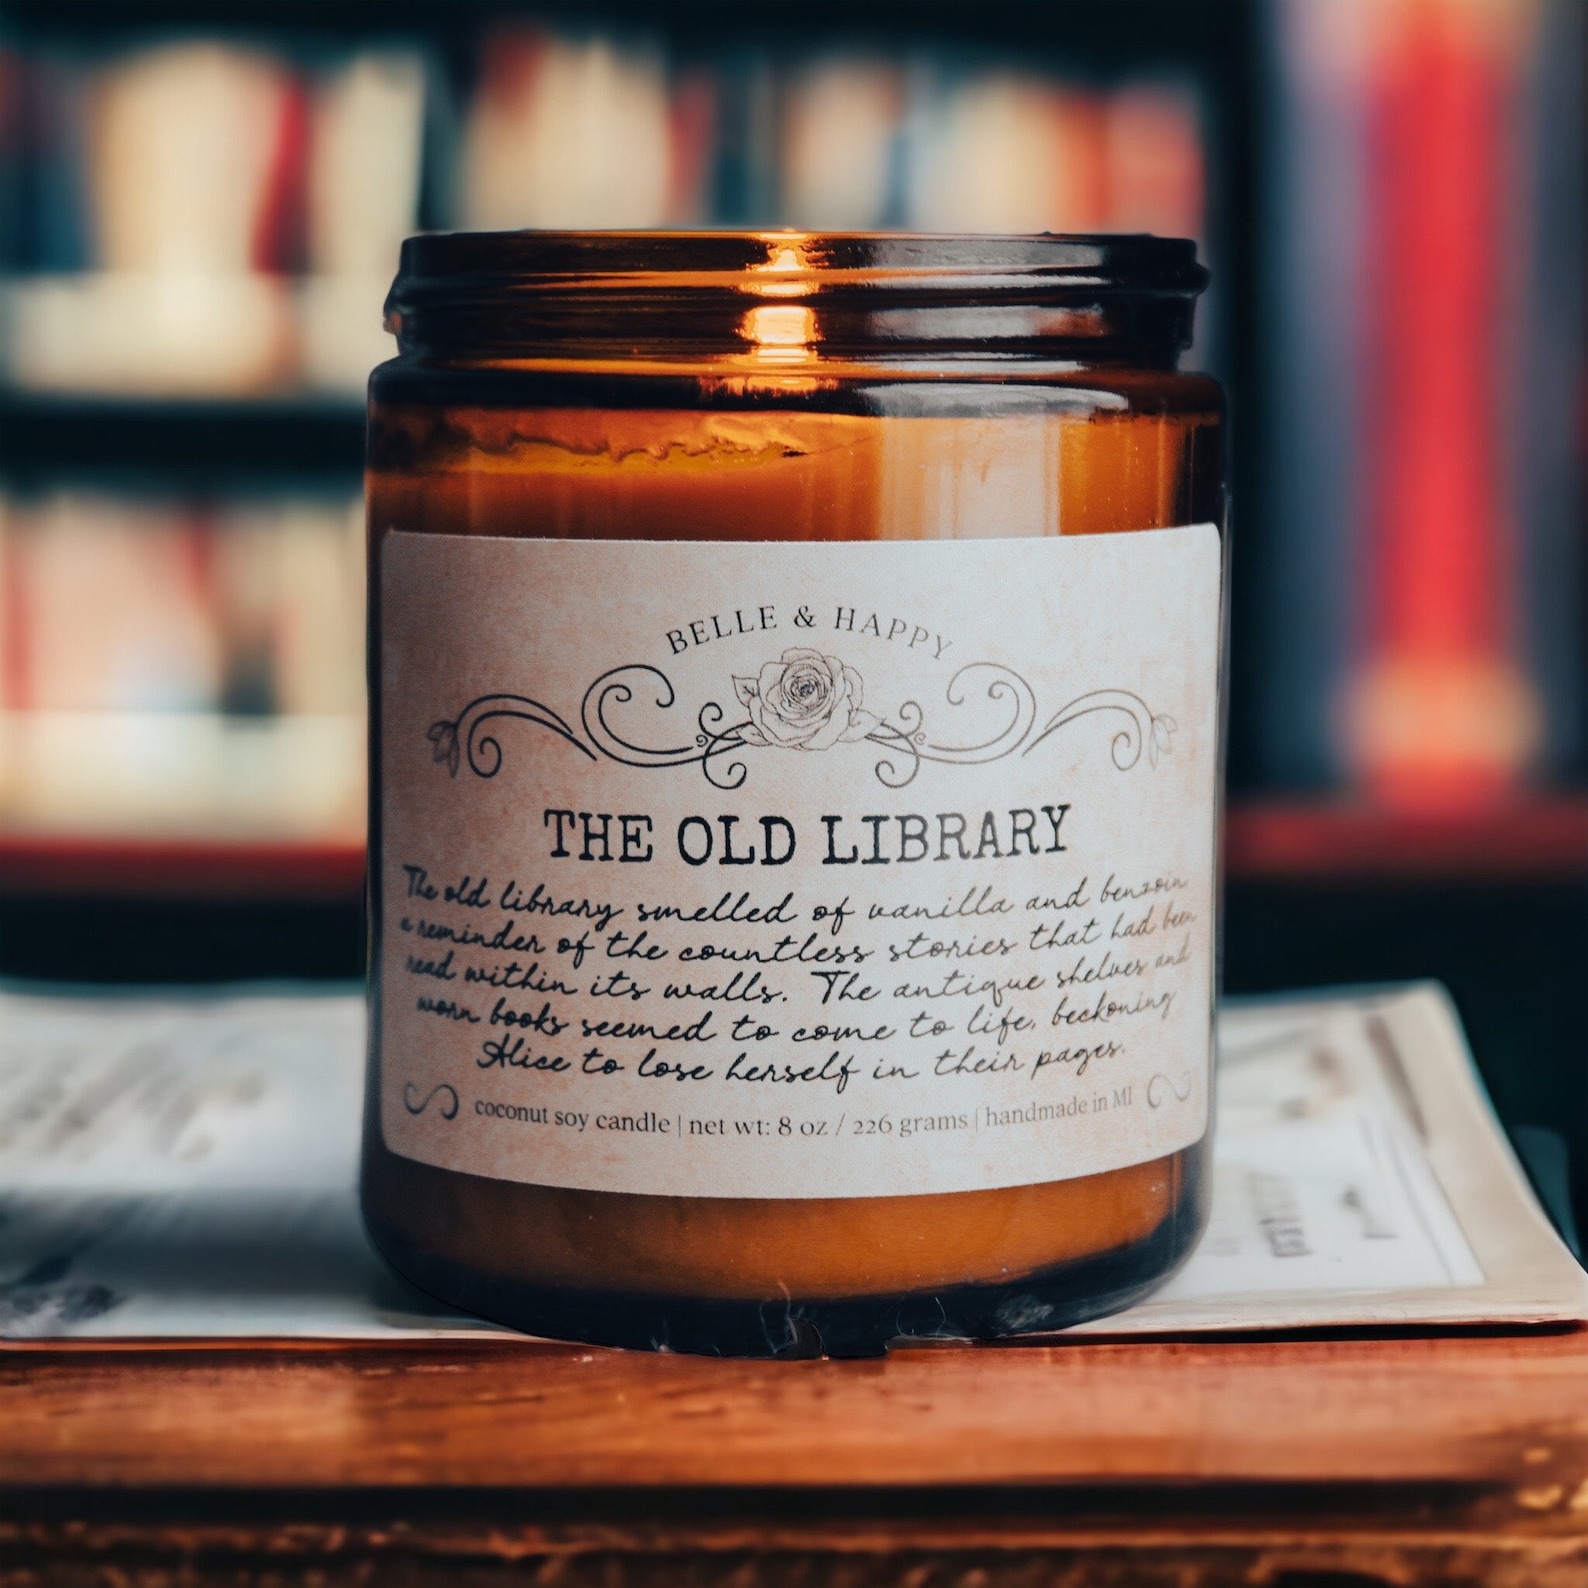 BELLE & HAPPY
THE OLD LIBRARY
The old library smelled of vanilla and benzoin
a reminder of the countless stories that had been
read within its walls. The antique shelves and
worn books seemed to come to life, beckoning
Alice to lose herself in their pages.
coconut soy candle | net wt: 8 oz / 226 grams | handmade in MI